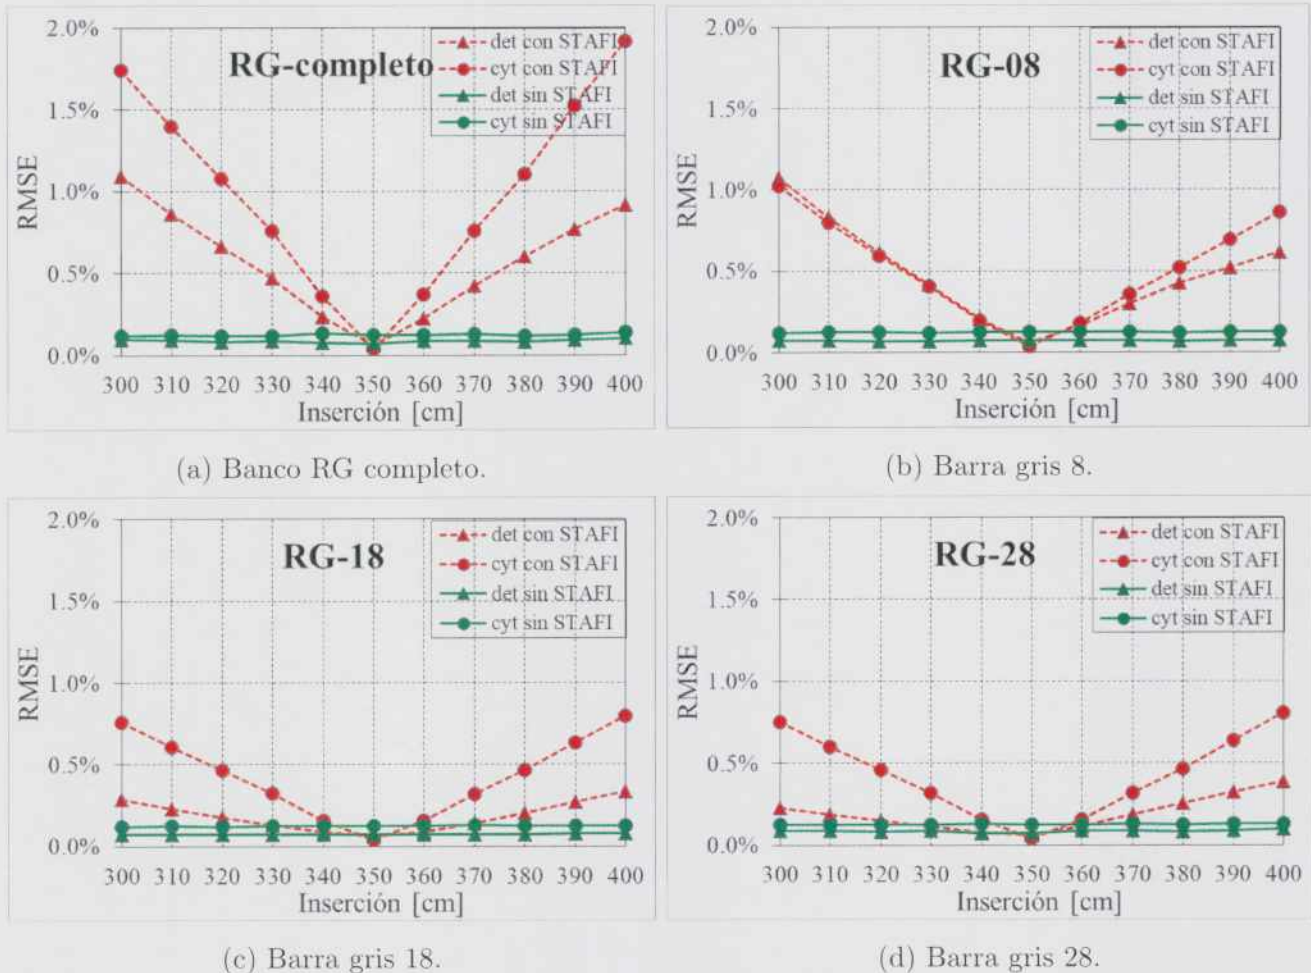 2.0%
1.5%
1.0%
0.5%
0.0%
RMSE
RG-completo
det con STAFI
cyt con STAFI
det sin STAFI
cyt sin STAFI
300 310 320 330 340 350 360 370 380 390 400
Inserción [cm]
(a) Banco RG completo.
2.0%
1.5%
1.0%
0.5%
0.0%
RMSE
RG-08
det con STAFI
cyt con STAFI
det sin STAFI
cyt sin STAFI
300 310 320 330 340 350 360 370 380 390 400
Inserción [cm]
(b) Barra gris 8.
2.0%
1.5%
1.0%
0.5%
0.0%
RMSE
RG-18
det con STAFI
cyt con STAFI
det sin STAFI
cyt sin STAFI
300 310 320 330 340 350 360 370 380 390 400
Inserción [cm]
(c) Barra gris 18.
2.0%
1.5%
1.0%
0.5%
0.0%
RMSE
RG-28
det con STAFI
cyt con STAFI
det sin STAFI
cyt sin STAFI
300 310 320 330 340 350 360 370 380 390 400
Inserción [cm]
(d) Barra gris 28.